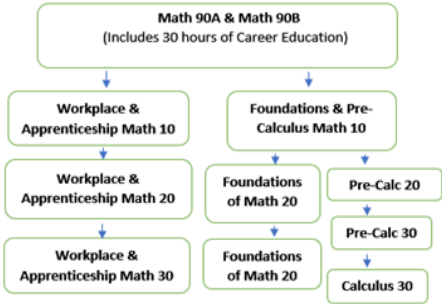 Math 90A & Math 90B
(Includes 30 hours of Career Education)
Workplace &
Apprenticeship Math 10
Foundations & Pre-
Calculus Math 10
Workplace &
Apprenticeship Math 20
Foundations
of Math 20
Pre-Calc 20
Pre-Calc 30
Workplace &
Apprenticeship Math 30
Foundations
of Math 20
Calculus 30